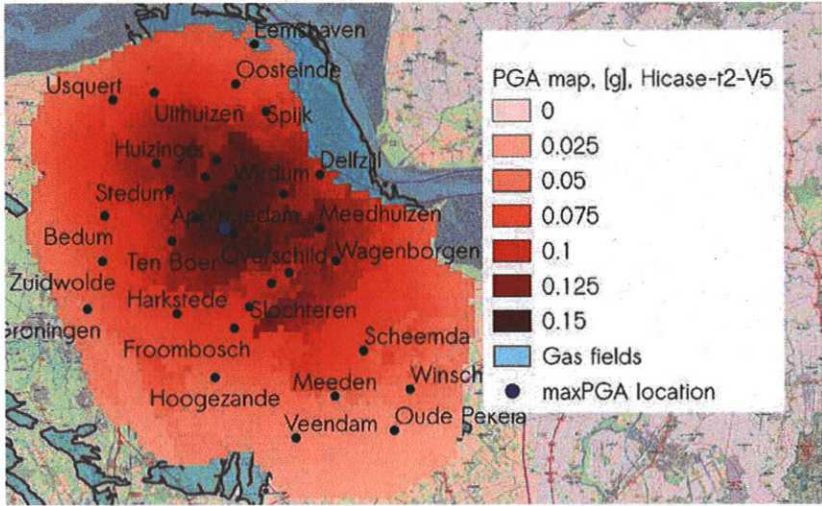 Eemshaven
Oosteinde
Usquert
Uithuizen
Spijk
Huizinge
Wirdum
Delfzijl
Stedum
Appingedam
Meedhuizen
Bedum
Overschild
Wagenborgen
Ten Boer
Zuidwolde
Harkstede
Slochteren
Groningen
Froombosch
Scheemda
Meeden
Winsch
Hoogezande
Veendam
Oude Pekela
PGA map, [g], Hicase-t2-V5
0
0.025
0.05
0.075
0.1
0.125
0.15
Gas fields
maxPGA location